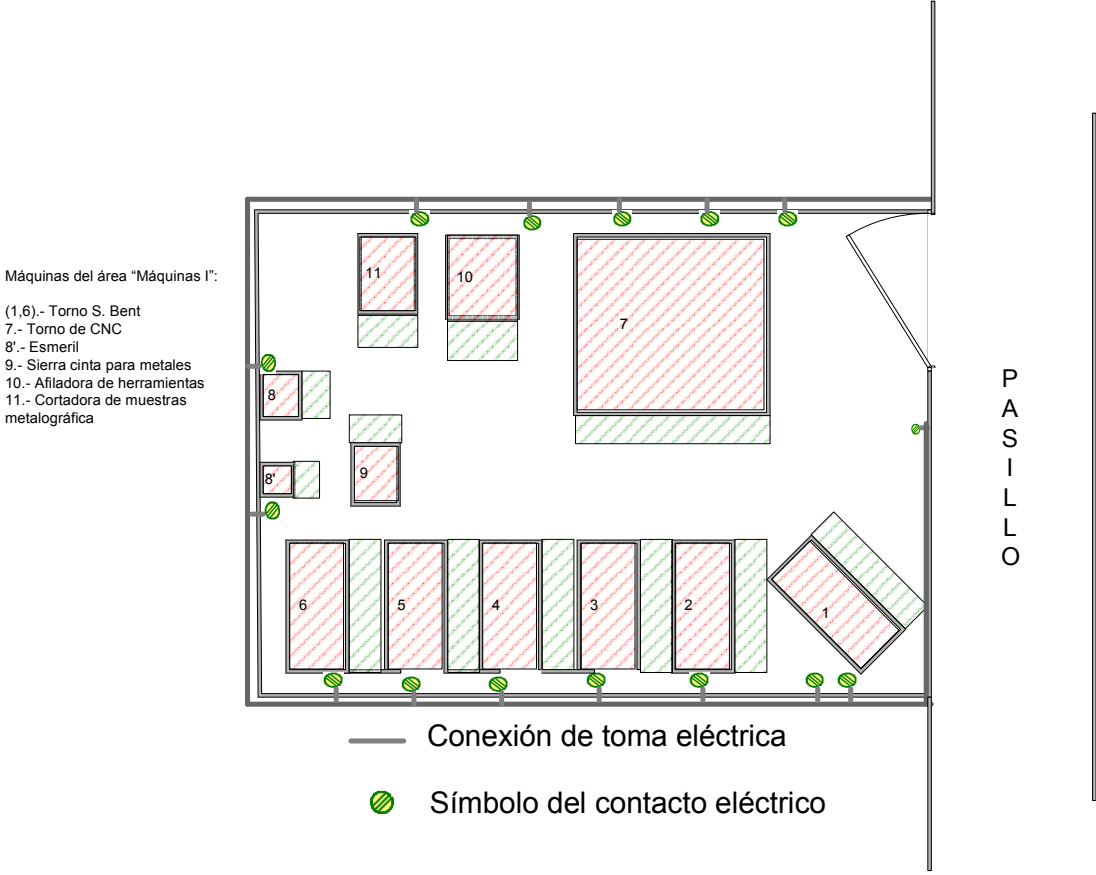 Máquinas del área “Máquinas I”:
(1,6).- Torno S. Bent
7.- Torno de CNC
8'.- Esmeril
9.- Sierra cinta para metales
10.- Afiladora de herramientas
11.- Cortadora de muestras
metalográfica
11
10
7
8
8'
9
6
5
4
3
2
1
P
A
S
I
L
L
O
Conexión de toma eléctrica
Símbolo del contacto eléctrico